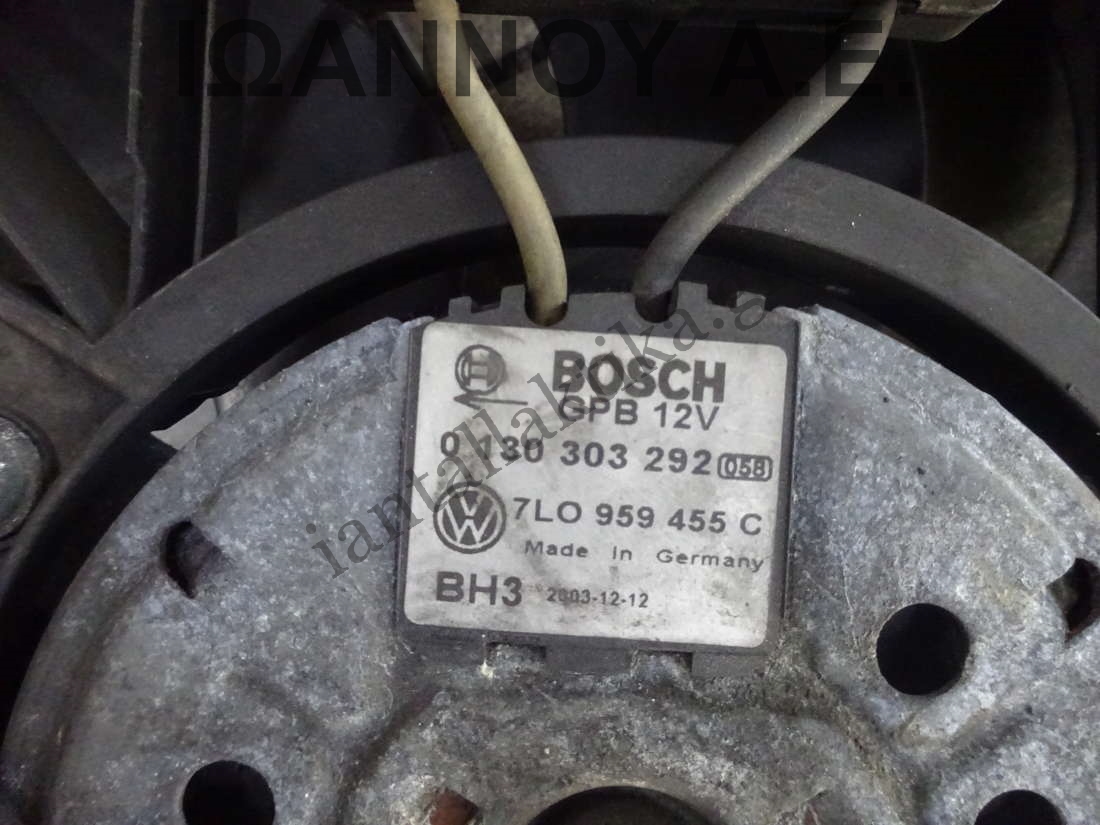 ΙΩΑΝΝΟΥ Α.Ε.
BOSCH
GPB 12V
0 130 303 292 058
7LO 959 455 C
Made in Germany
BH3 2003-12-12